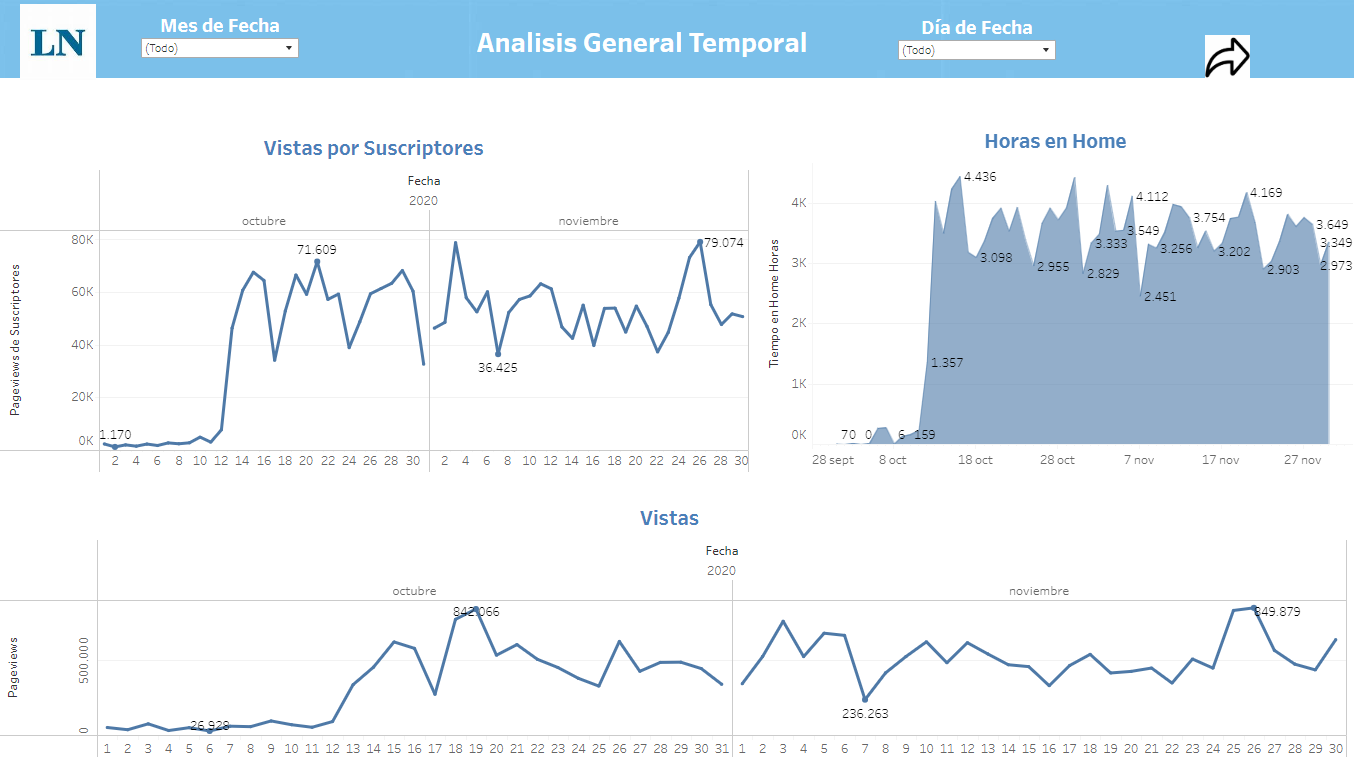 LN
Mes de Fecha
(Todo)
Analisis General Temporal
Día de Fecha
(Todo)
Vistas por Suscriptores
Fecha
2020
octubre
noviembre
Pageviews de Suscriptores
80K
60K
40K
20K
0K
71.609
79.074
36.425
1.170
2 4 6 8 10 12 14 16 18 20 22 24 26 28 30
2 4 6 8 10 12 14 16 18 20 22 24 26 28 30
Horas en Home
Tiempo en Home Horas
4K
3K
2K
1K
0K
4.436
4.112
4.169
3.754
3.649
3.549
3.333
3.349
3.256
3.202
3.098
2.955
2.829
2.903
2.973
2.451
1.357
70 0 6 159
28 sept 8 oct 18 oct 28 oct 7 nov 17 nov 27 nov
Vistas
Fecha
2020
octubre
noviembre
Pageviews
500.000
0
842.066
849.879
26.928
236.263
1 2 3 4 5 6 7 8 9 10 11 12 13 14 15 16 17 18 19 20 21 22 23 24 25 26 27 28 29 30 31
1 2 3 4 5 6 7 8 9 10 11 12 13 14 15 16 17 18 19 20 21 22 23 24 25 26 27 28 29 30